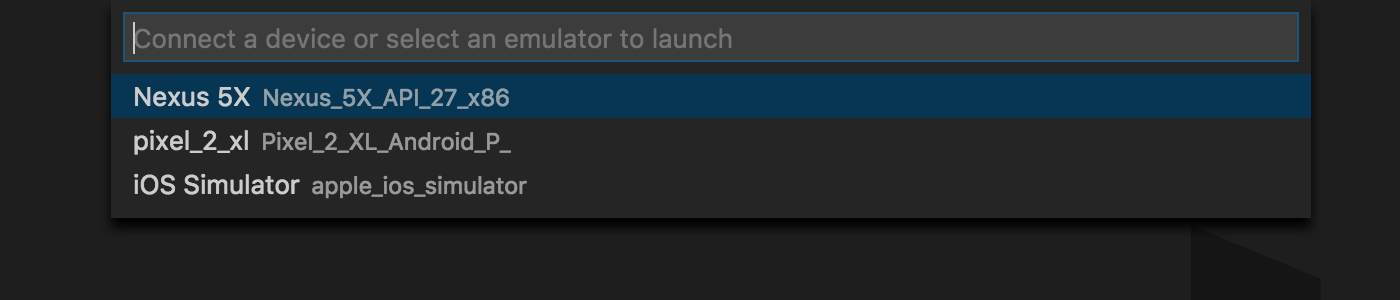 Connect a device or select an emulator to launch
Nexus 5X Nexus_5X_API_27_x86
pixel_2_xl Pixel_2_XL_Android_P_
iOS Simulator apple_ios_simulator